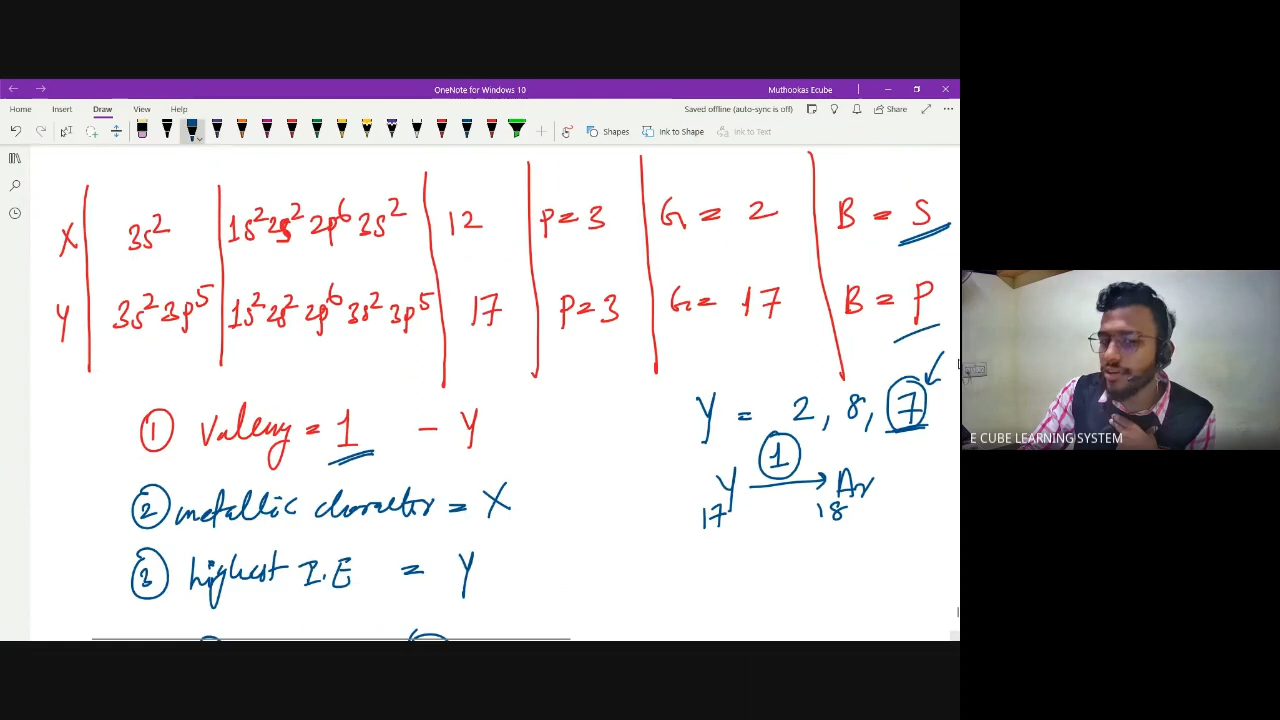 OneNote for Windows 10
Muthookas Ecube
Home Insert Draw View Help
Saved offline (auto-sync is off)
Share
Shapes
Ink to Shape
Ink to Text
X | 3s² | 1s² 2s² 2p⁶ 3s² | 12 | P = 3 | G = 2 | B = S
Y | 3s² 3p⁵ | 1s² 2s² 2p⁶ 3s² 3p⁵ | 17 | P = 3 | G = 17 | B = P
① Valency = 1 - Y
Y = 2, 8, 7
1
₁₇Y → ₁₈Ar
② metallic character = X
③ highest I.E = Y
E CUBE LEARNING SYSTEM